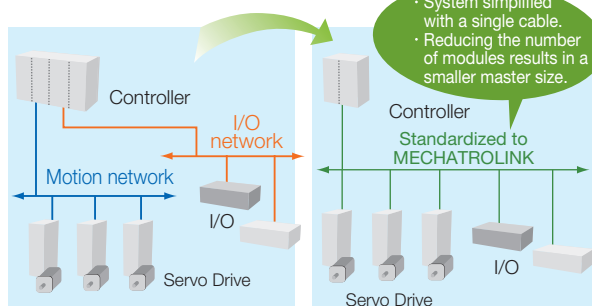 · System simplified
with a single cable.
· Reducing the number
of modules results in a
smaller master size.
Controller
I/O
network
Motion network
I/O
Servo Drive
Controller
Standardized to
MECHATROLINK
I/O
Servo Drive